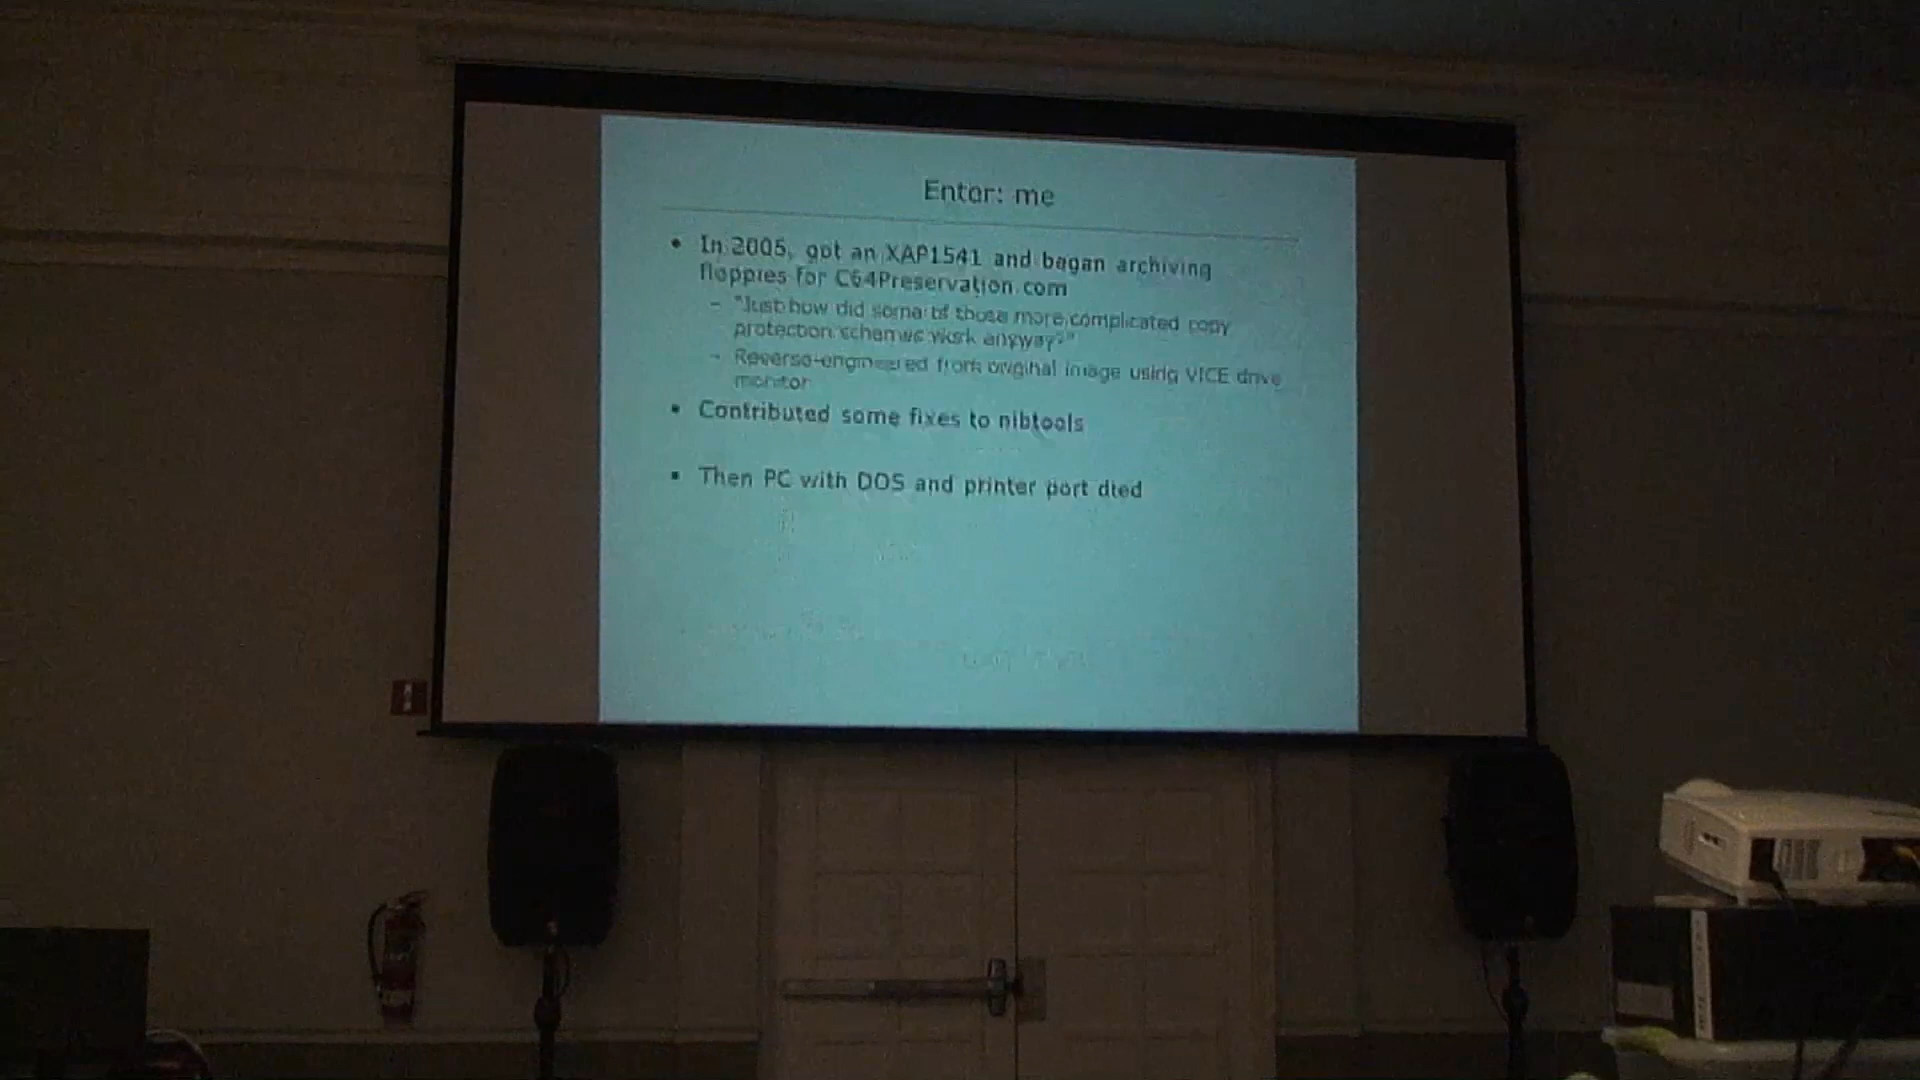 Enter: me
• In 2005, got an XAP1541 and began archiving
floppies for C64Preservation.com
– "Just how did some of those more complicated copy
protection schemes work anyway?"
– Reverse-engineered from original image using VICE drive
monitor
• Contributed some fixes to nibtools
• Then PC with DOS and printer port died